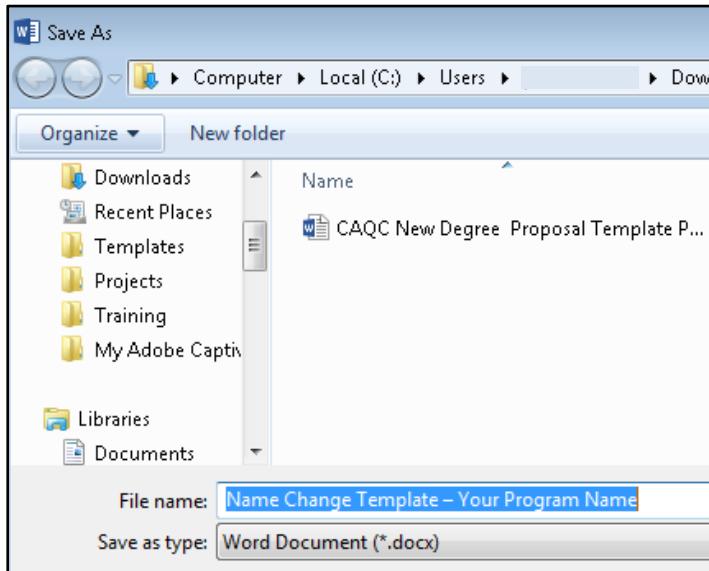 Save As
Computer Local (C:) Users Dow
Organize New folder
Downloads
Recent Places
Templates
Projects
Training
My Adobe Captiv
Libraries
Documents
Name
CAQC New Degree Proposal Template P...
File name: Name Change Template – Your Program Name
Save as type: Word Document (*.docx)